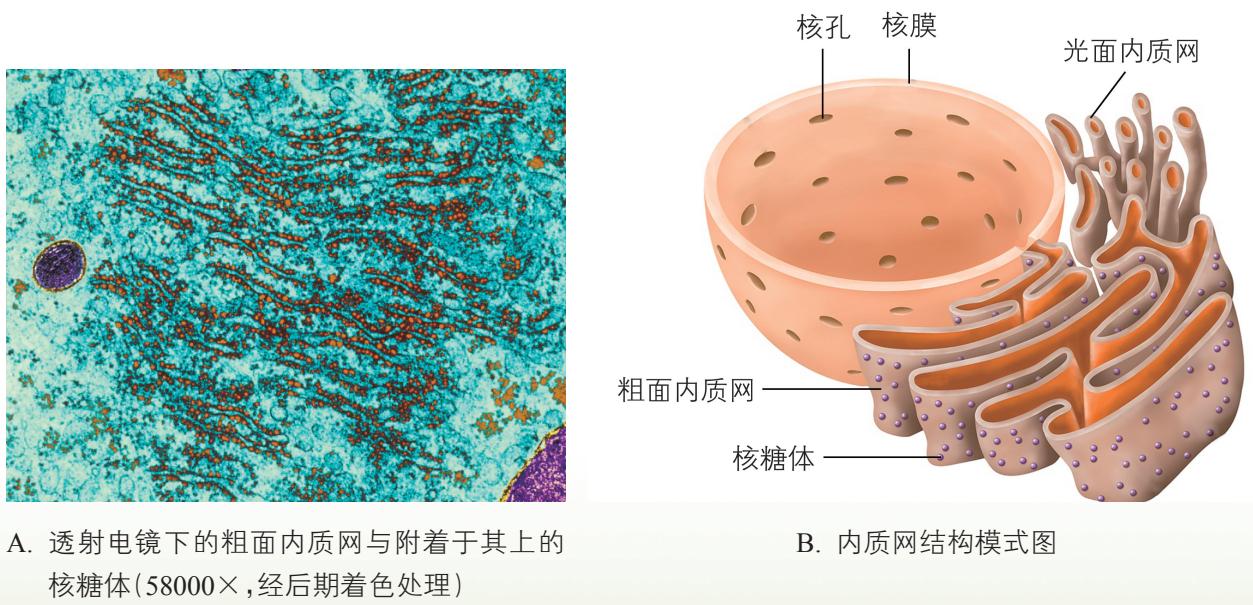 核孔
核膜
光面内质网
粗面内质网
核糖体
A. 透射电镜下的粗面内质网与附着于其上的
核糖体(58000×,经后期着色处理)
B. 内质网结构模式图